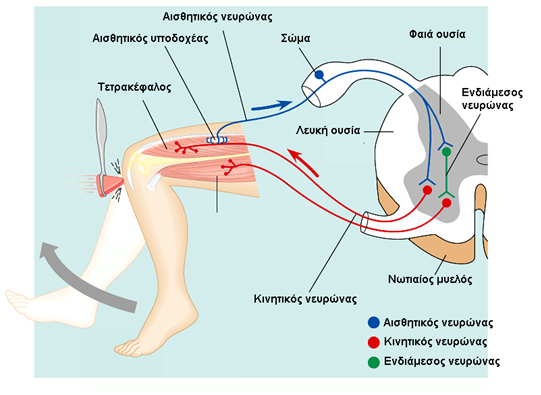 Αισθητικός νευρώνας
Αισθητικός υποδοχέας
Σώμα
Φαιά ουσία
Τετρακέφαλος
Ενδιάμεσος
νευρώνας
Λευκή ουσία
Νωτιαίος μυελός
Κινητικός νευρώνας
Αισθητικός νευρώνας
Κινητικός νευρώνας
Ενδιάμεσος νευρώνας